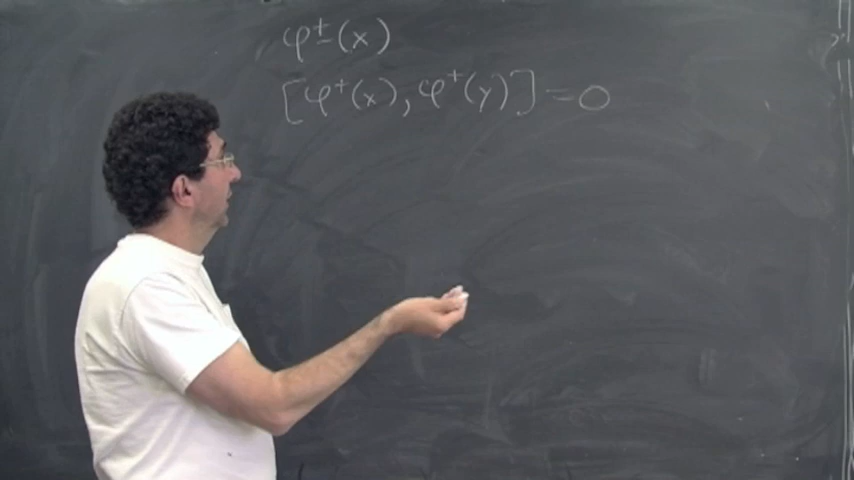 φ±(x)
[φ⁺(x), φ⁺(y)] = 0